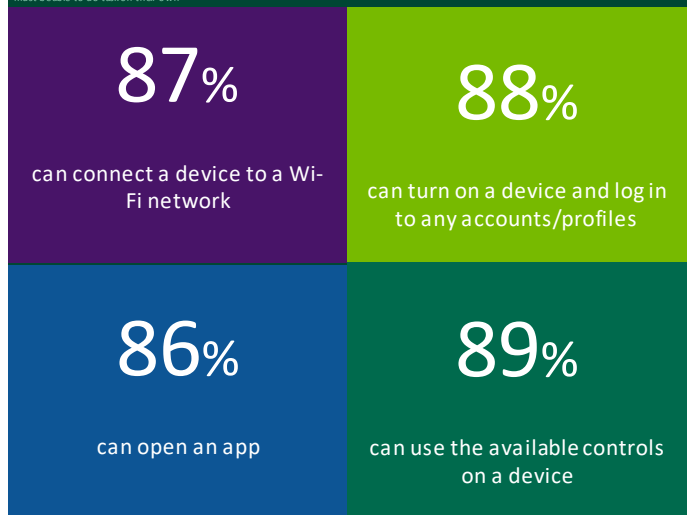 87%
can connect a device to a Wi-
Fi network
88%
can turn on a device and log in
to any accounts/profiles
86%
can open an app
89%
can use the available controls
on a device